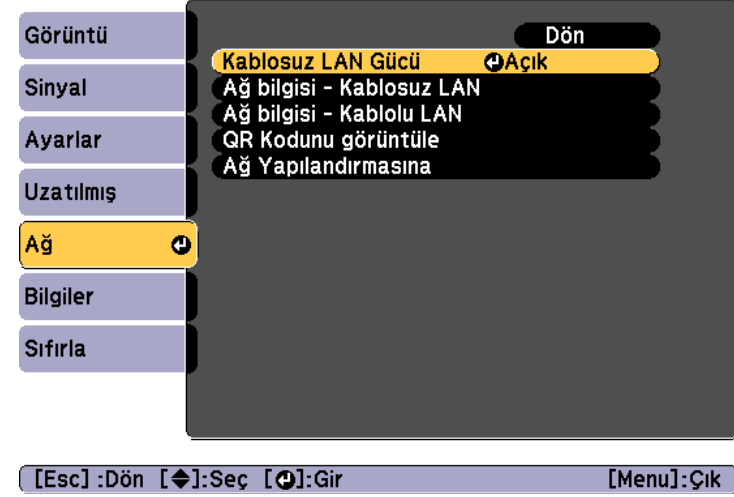 Görüntü
Sinyal
Ayarlar
Uzatılmış
Ağ
Bilgiler
Sıfırla
Dön
Kablosuz LAN Gücü Açık
Ağ bilgisi - Kablosuz LAN
Ağ bilgisi - Kablolu LAN
QR Kodunu görüntüle
Ağ Yapılandırmasına
[Esc] :Dön [◆]:Seç [↵]:Gir [Menu]:Çık